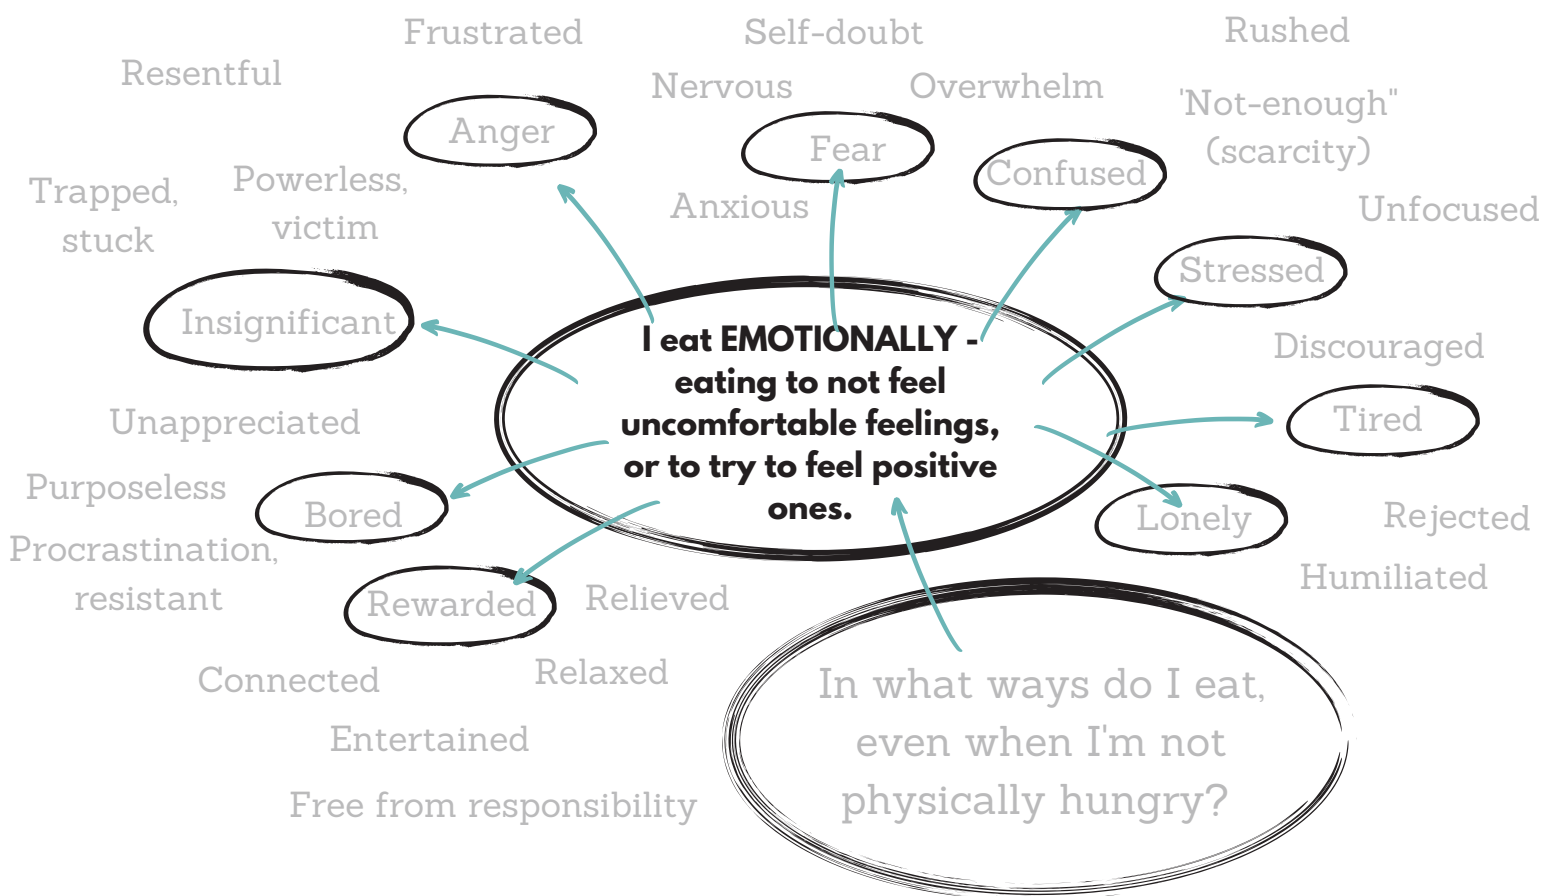 Frustrated
Self-doubt
Rushed
Resentful
Nervous
Overwhelm
'Not-enough"
(scarcity)
Anger
Fear
Confused
Trapped,
stuck
Powerless,
victim
Anxious
Unfocused
Stressed
Insignificant
I eat EMOTIONALLY -
eating to not feel
uncomfortable feelings,
or to try to feel positive
ones.
Discouraged
Tired
Unappreciated
Purposeless
Bored
Lonely
Rejected
Procrastination,
resistant
Humiliated
Rewarded
Relieved
Connected
Relaxed
Entertained
Free from responsibility
In what ways do I eat,
even when I'm not
physically hungry?